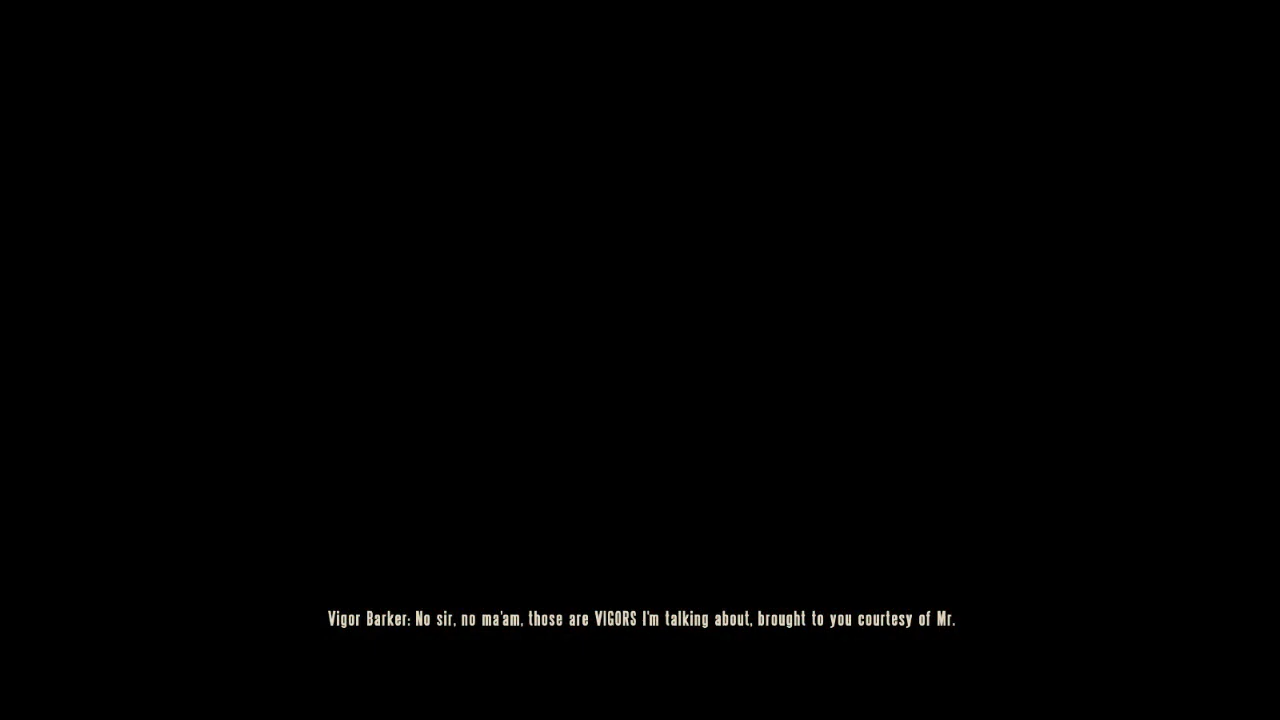 Vigor Barker: No sir, no ma'am, those are VIGORS I'm talking about, brought to you courtesy of Mr.